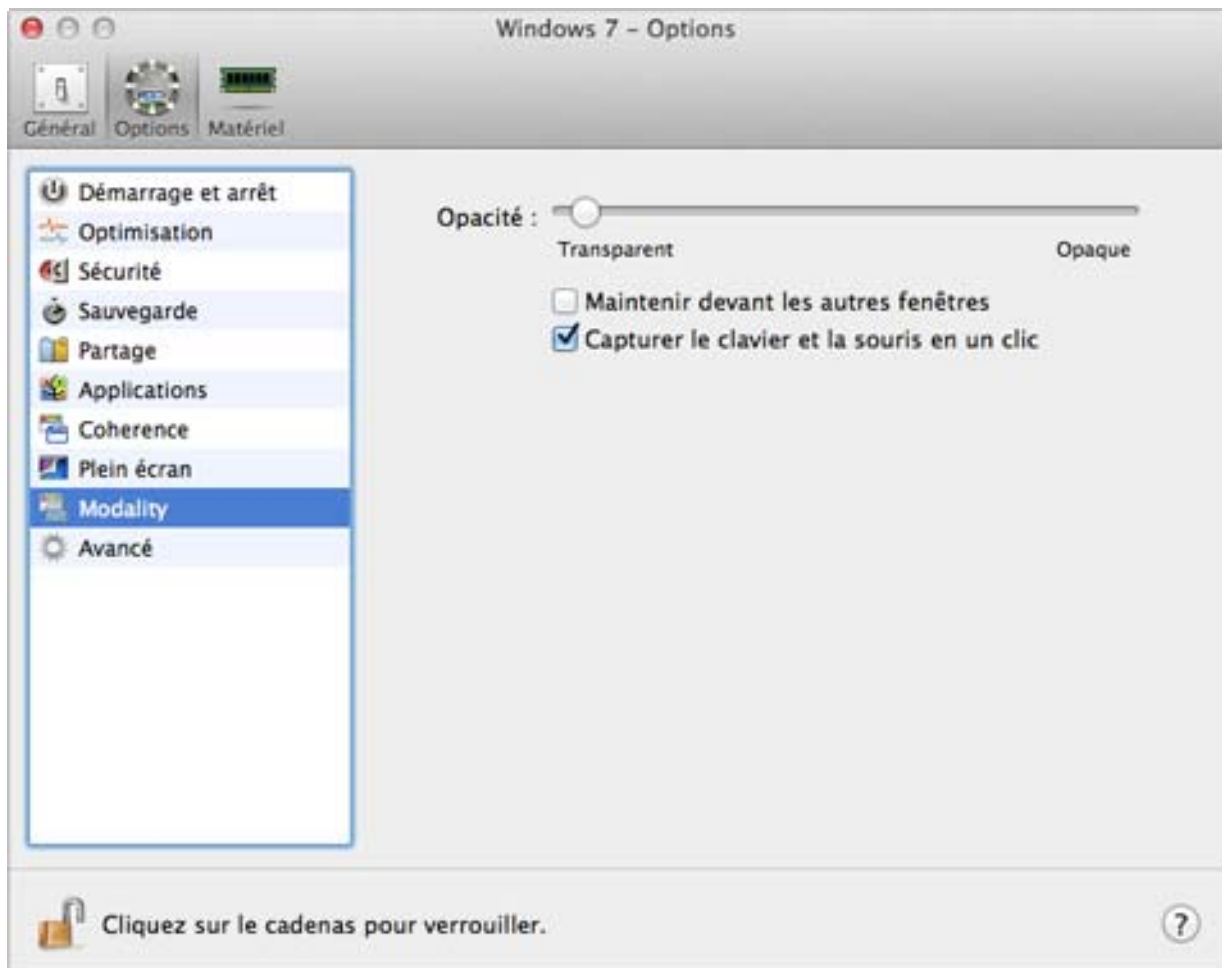 Windows 7 – Options
Général Options Matériel
Démarrage et arrêt
Optimisation
Sécurité
Sauvegarde
Partage
Applications
Coherence
Plein écran
Modality
Avancé
Opacité :
Transparent Opaque
Maintenir devant les autres fenêtres
Capturer le clavier et la souris en un clic
Cliquez sur le cadenas pour verrouiller.
?